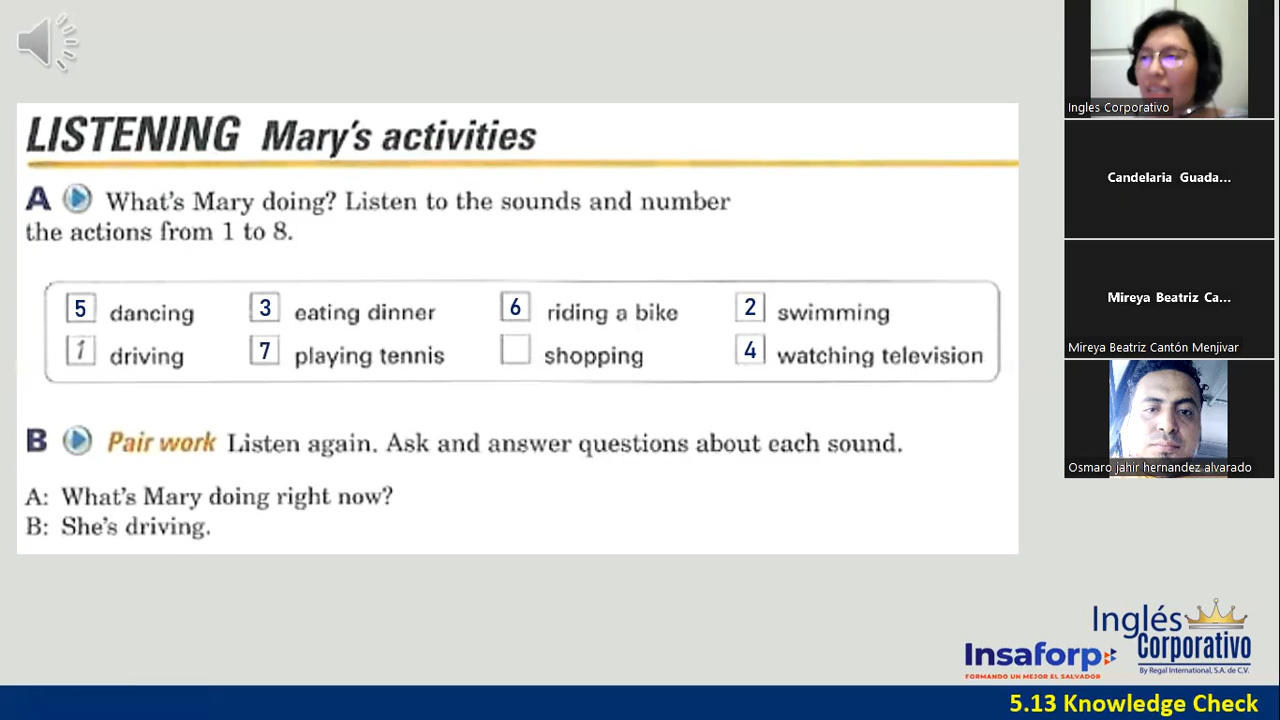 LISTENING Mary's activities
A What's Mary doing? Listen to the sounds and number
the actions from 1 to 8.
5 dancing 3 eating dinner 6 riding a bike 2 swimming
1 driving 7 playing tennis shopping 4 watching television
B Pair work Listen again. Ask and answer questions about each sound.
A: What's Mary doing right now?
B: She's driving.
Ingles Corporativo
Candelaria Guada...
Mireya Beatriz Ca...
Mireya Beatriz Cantón Menjivar
Osmaro jahir hernandez alvarado
Inglés
Corporativo
By Regal International, S.A. de C.V.
Insaforp
FORMANDO UN MEJOR EL SALVADOR
5.13 Knowledge Check